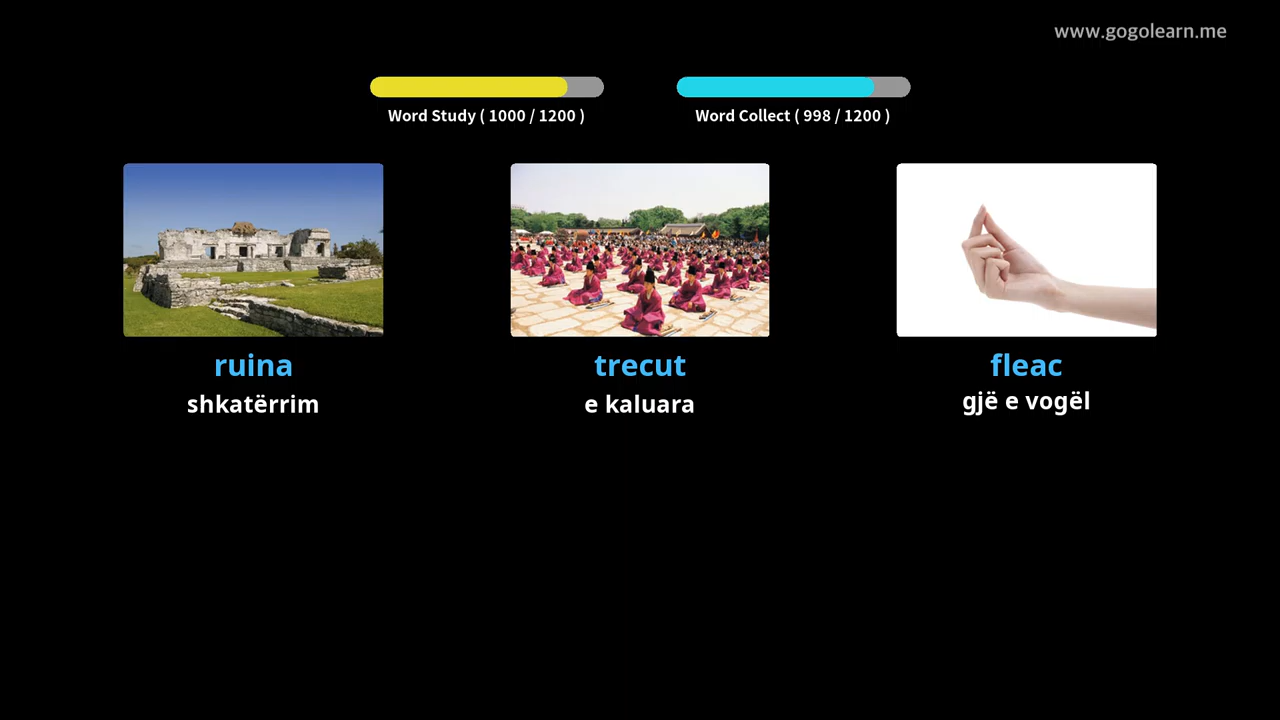 www.gogolearn.me
Word Study ( 1000 / 1200 )
Word Collect ( 998 / 1200 )
ruina
shkatërrim
trecut
e kaluara
fleac
gjë e vogël